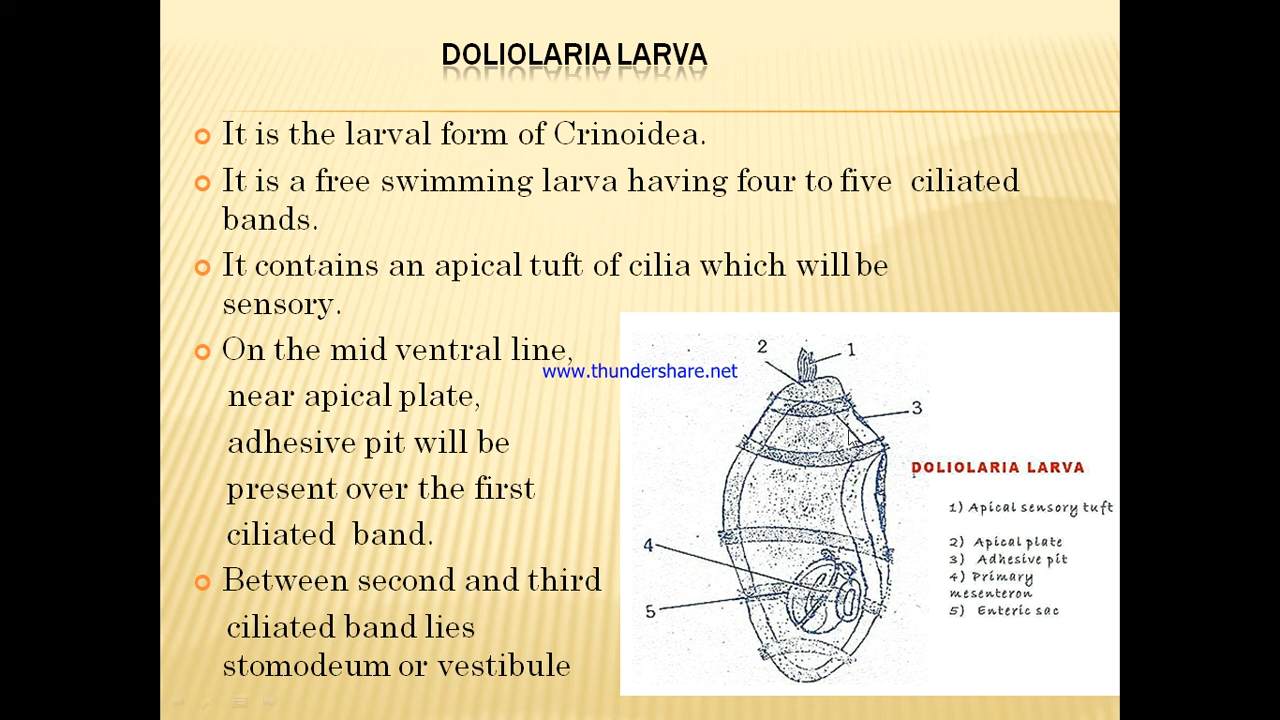 DOLIOLARIA LARVA
It is the larval form of Crinoidea.
It is a free swimming larva having four to five ciliated
bands.
It contains an apical tuft of cilia which will be
sensory.
On the mid ventral line,
near apical plate,
adhesive pit will be
present over the first
ciliated band.
Between second and third
ciliated band lies
stomodeum or vestibule
www.thundershare.net
2
1
3
4
5
DOLIOLARIA LARVA
1) Apical sensory tuft
2) Apical plate
3) Adhesive pit
4) Primary
mesenteron
5) Enteric sac